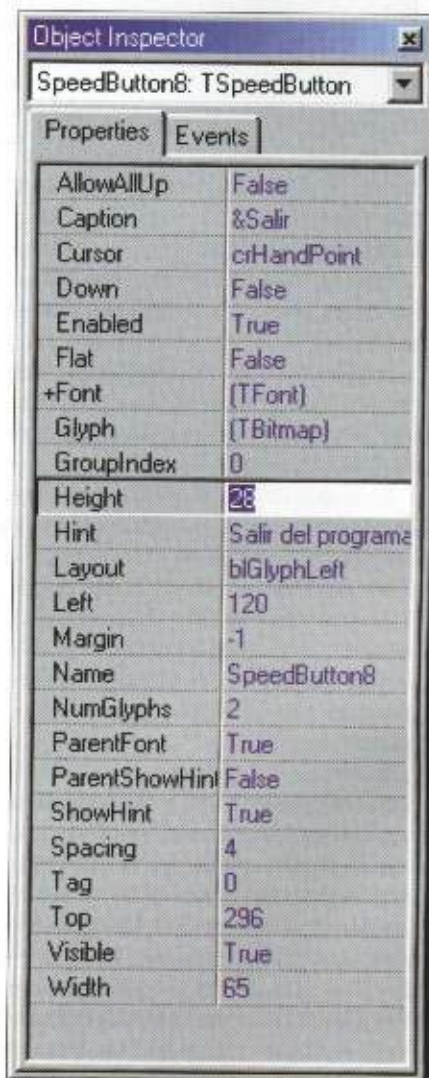 Object Inspector
SpeedButton8: TSpeedButton
Properties Events
AllowAllUp False
Caption &Salir
Cursor crHandPoint
Down False
Enabled True
Flat False
+Font (TFont)
Glyph (TBitmap)
GroupIndex 0
Height 28
Hint Salir del programa
Layout blGlyphLeft
Left 120
Margin -1
Name SpeedButton8
NumGlyphs 2
ParentFont True
ParentShowHint False
ShowHint True
Spacing 4
Tag 0
Top 296
Visible True
Width 65